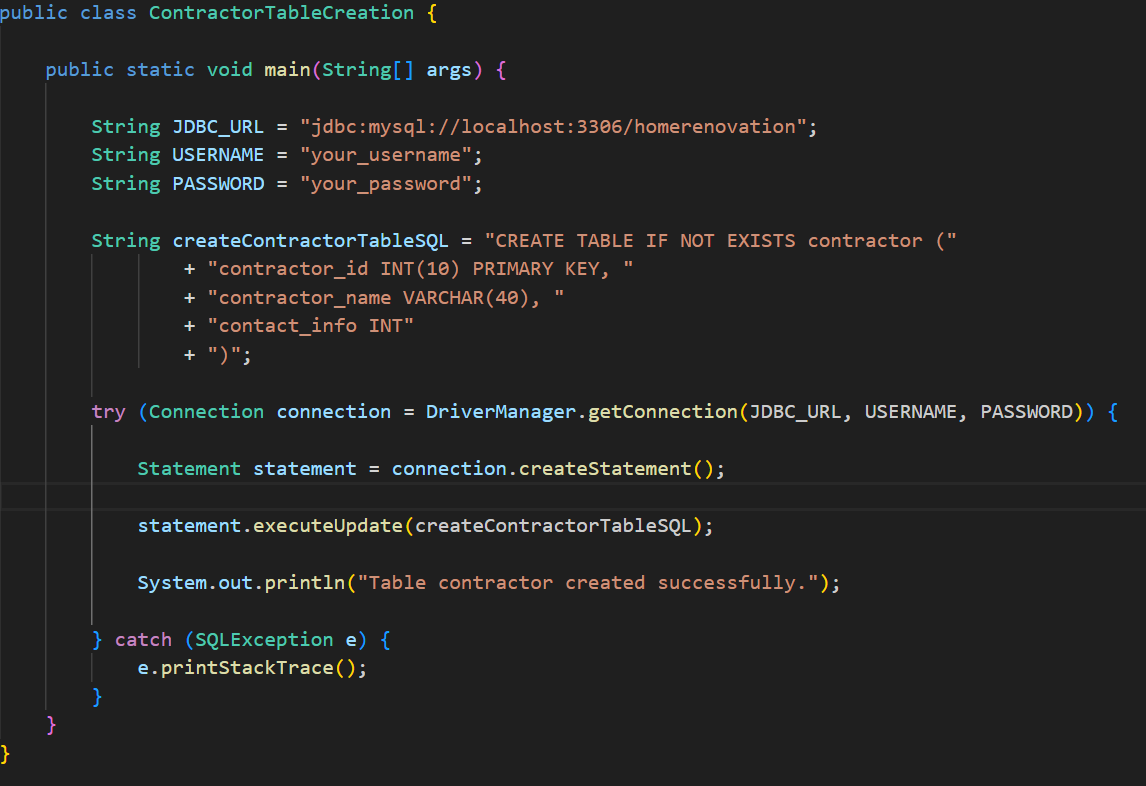 public class ContractorTableCreation {
public static void main(String[] args) {
String JDBC_URL = "jdbc:mysql://localhost:3306/homerenovation";
String USERNAME = "your_username";
String PASSWORD = "your_password";
String createContractorTableSQL = "CREATE TABLE IF NOT EXISTS contractor ("
+ "contractor_id INT(10) PRIMARY KEY, "
+ "contractor_name VARCHAR(40), "
+ "contact_info INT"
+ ")";
try (Connection connection = DriverManager.getConnection(JDBC_URL, USERNAME, PASSWORD)) {
Statement statement = connection.createStatement();
statement.executeUpdate(createContractorTableSQL);
System.out.println("Table contractor created successfully.");
} catch (SQLException e) {
e.printStackTrace();
}
}
}